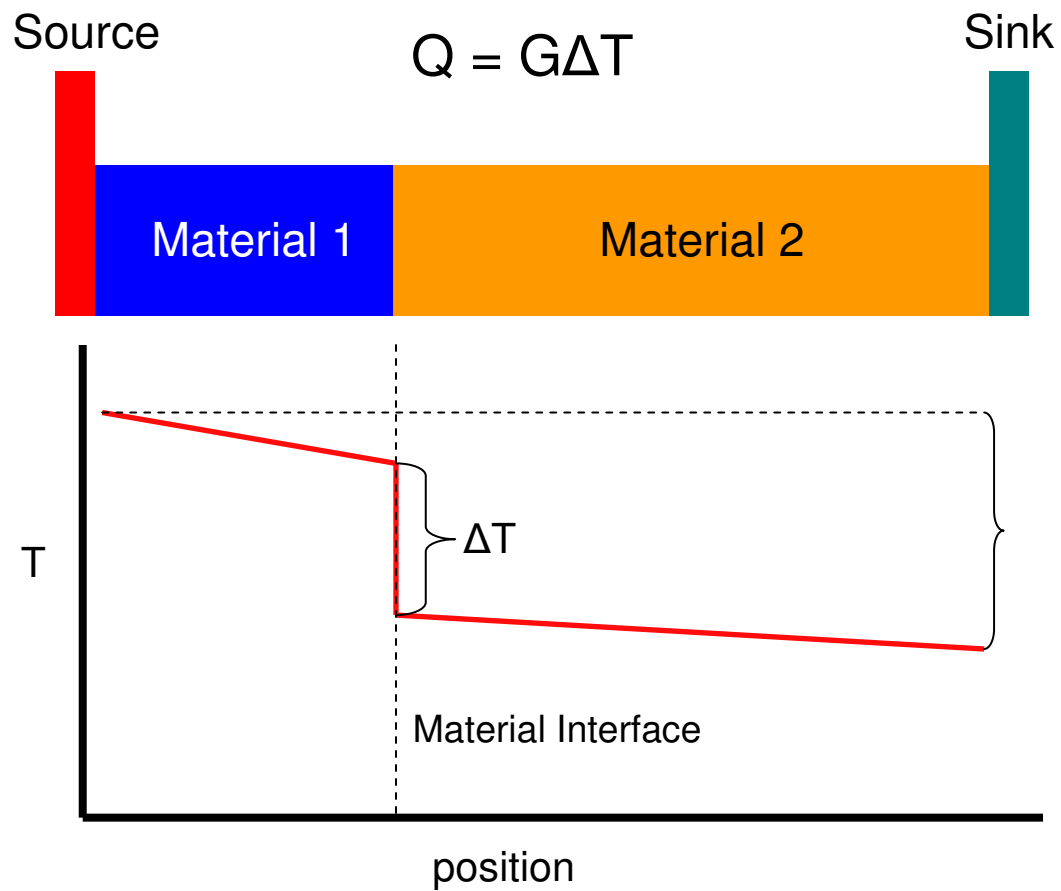 Source
Q = GΔT
Sink
Material 1
Material 2
ΔT
T
Material Interface
position